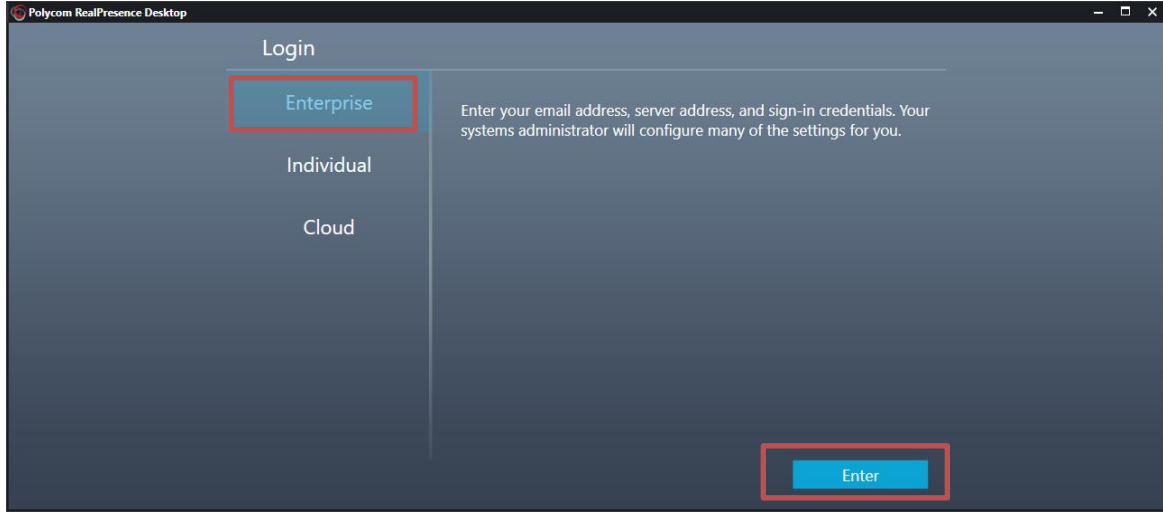 Polycom RealPresence Desktop
Login
Enterprise
Enter your email address, server address, and sign-in credentials. Your
systems administrator will configure many of the settings for you.
Individual
Cloud
Enter